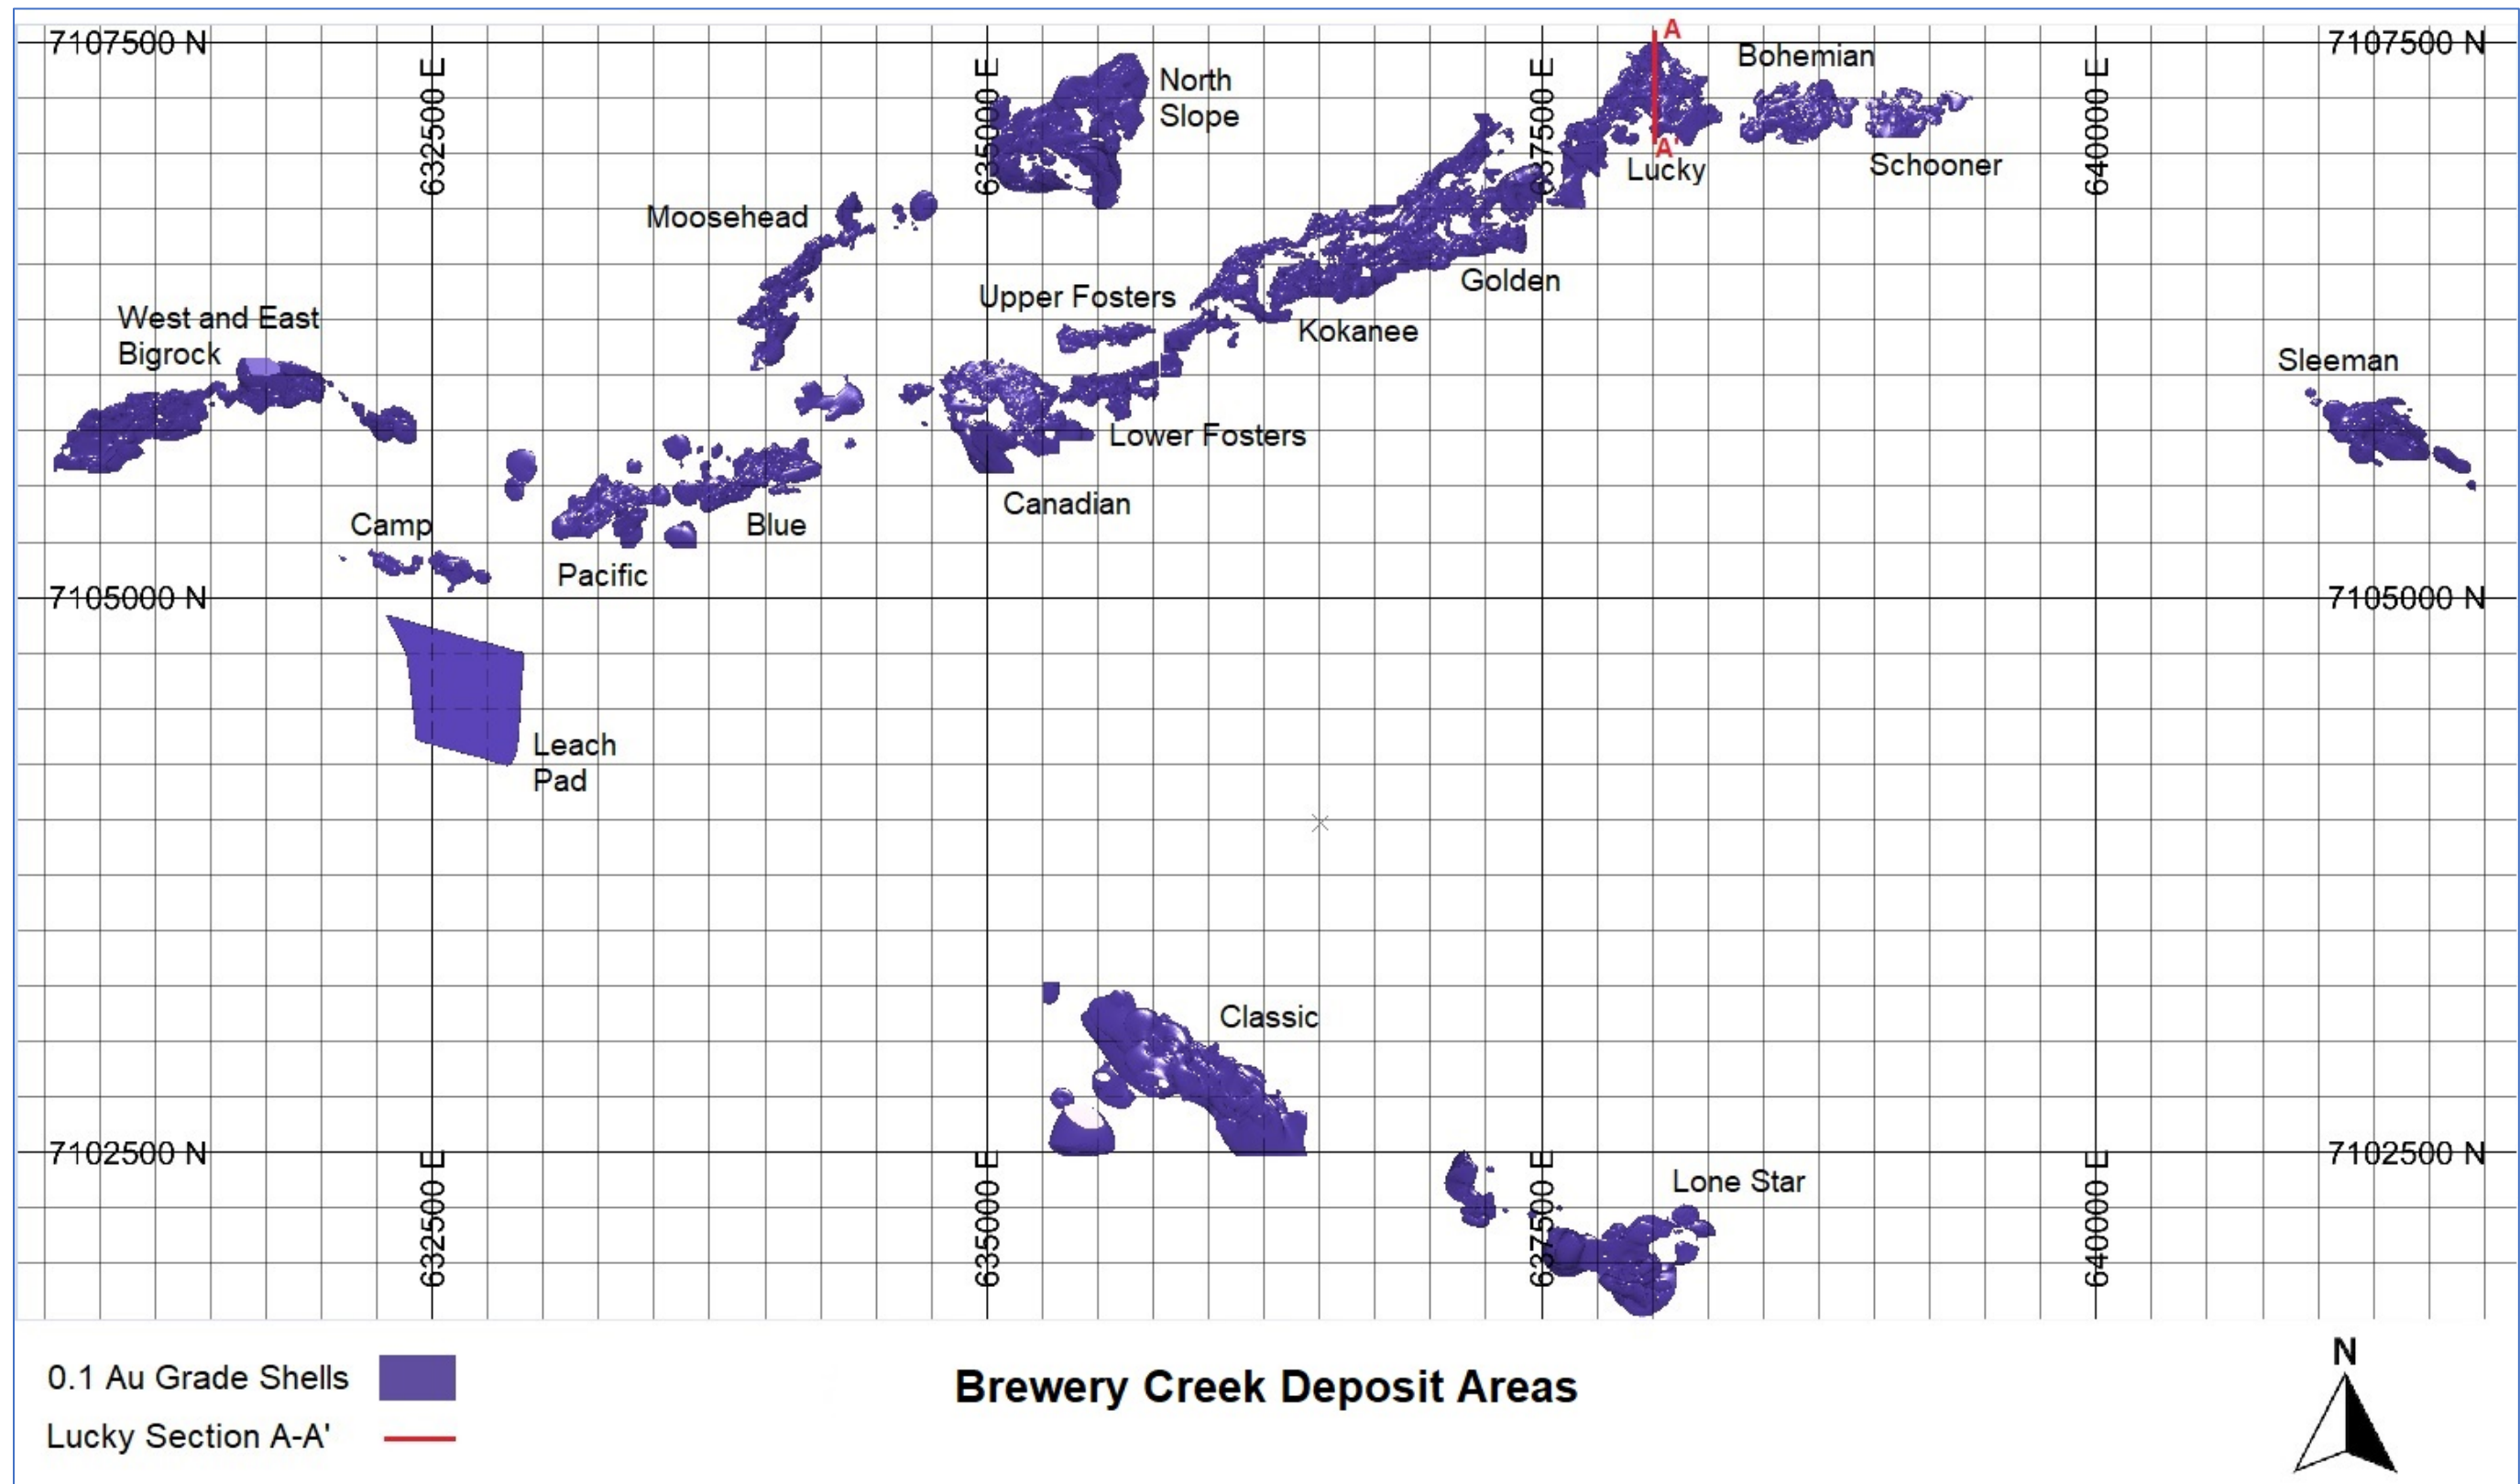 7107500 N
7107500 N
A
Bohemian
632500 E
635000 E
637500 E
640000 E
North
Slope
A'
Lucky
Schooner
Moosehead
Golden
Upper Fosters
Kokanee
West and East
Bigrock
Sleeman
Lower Fosters
Canadian
Camp
Blue
Pacific
7105000 N
7105000 N
Leach
Pad
Classic
7102500 N
7102500 N
632500 E
635000 E
637500 E
640000 E
Lone Star
0.1 Au Grade Shells
Lucky Section A-A'
Brewery Creek Deposit Areas
N